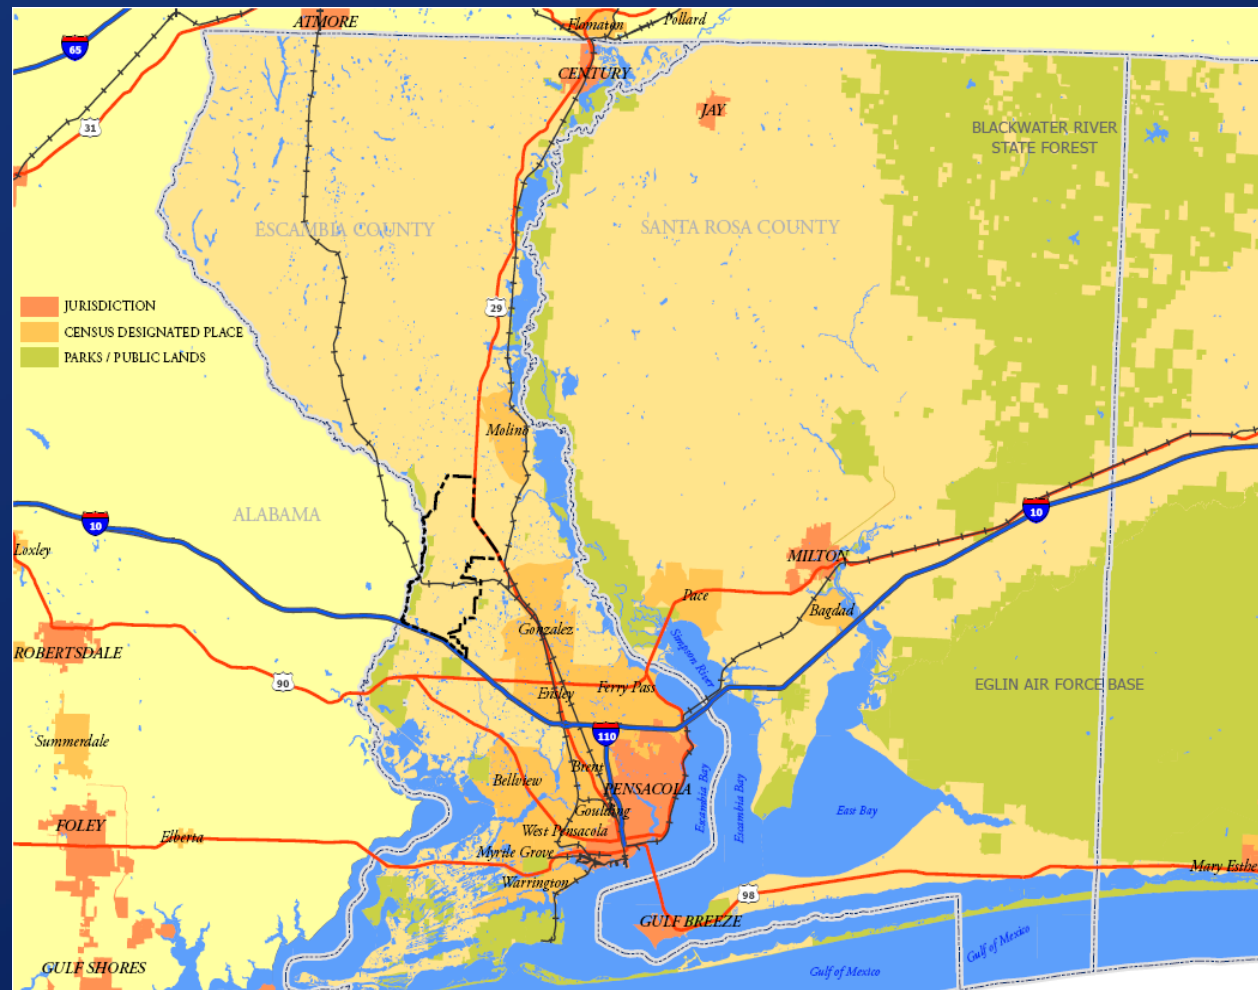 ATMORE
Flomaton
Pollard
65
CENTURY
JAY
31
BLACKWATER RIVER
STATE FOREST
ESCAMBIA COUNTY
SANTA ROSA COUNTY
29
JURISDICTION
CENSUS DESIGNATED PLACE
PARKS / PUBLIC LANDS
Molino
ALABAMA
10
10
Loxley
MILTON
Pace
Bagdad
Gonzalez
Simpson River
ROBERTSDALE
90
Ferry Pass
Ensley
EGLIN AIR FORCE BASE
Summerdale
110
Brent
Bellview
PENSACOLA
Escambia Bay
Escambia Bay
East Bay
Goulding
FOLEY
Elberta
West Pensacola
Myrtle Grove
Mary Esthe
Warrington
98
GULF BREEZE
Gulf of Mexico
GULF SHORES
Gulf of Mexico